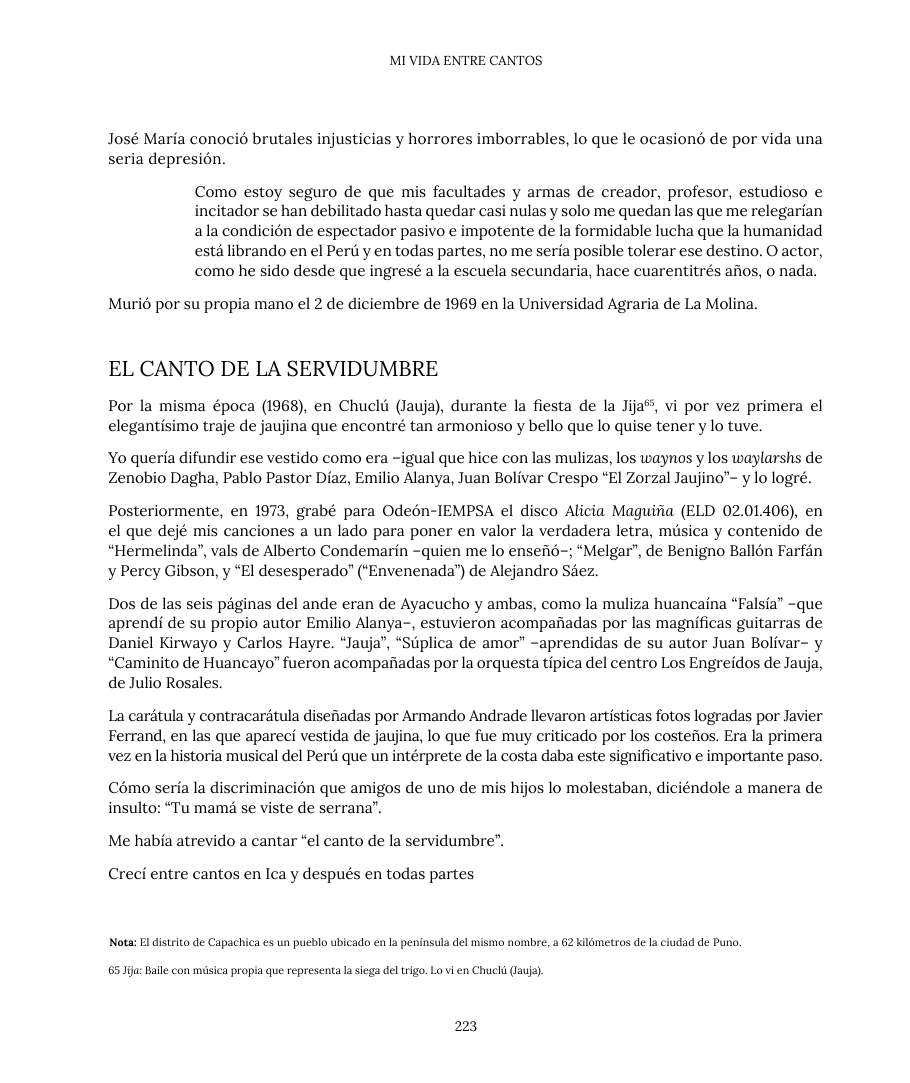 MI VIDA ENTRE CANTOS
José María conoció brutales injusticias y horrores imborrables, lo que le ocasionó de por vida una
seria depresión.
Como estoy seguro de que mis facultades y armas de creador, profesor, estudioso e
incitador se han debilitado hasta quedar casi nulas y solo me quedan las que me relegarían
a la condición de espectador pasivo e impotente de la formidable lucha que la humanidad
está librando en el Perú y en todas partes, no me sería posible tolerar ese destino. O actor,
como he sido desde que ingresé a la escuela secundaria, hace cuarentitrés años, o nada.
Murió por su propia mano el 2 de diciembre de 1969 en la Universidad Agraria de La Molina.
EL CANTO DE LA SERVIDUMBRE
Por la misma época (1968), en Chuclú (Jauja), durante la fiesta de la Jija⁶⁵, vi por vez primera el
elegantísimo traje de jaujina que encontré tan armonioso y bello que lo quise tener y lo tuve.
Yo quería difundir ese vestido como era –igual que hice con las mulizas, los waynos y los waylarshs de
Zenobio Dagha, Pablo Pastor Díaz, Emilio Alanya, Juan Bolívar Crespo “El Zorzal Jaujino”– y lo logré.
Posteriormente, en 1973, grabé para Odeón-IEMPSA el disco Alicia Maguiña (ELD 02.01.406), en
el que dejé mis canciones a un lado para poner en valor la verdadera letra, música y contenido de
“Hermelinda”, vals de Alberto Condemarín –quien me lo enseñó–; “Melgar”, de Benigno Ballón Farfán
y Percy Gibson, y “El desesperado” (“Envenenada”) de Alejandro Sáez.
Dos de las seis páginas del ande eran de Ayacucho y ambas, como la muliza huancaína “Falsía” –que
aprendí de su propio autor Emilio Alanya–, estuvieron acompañadas por las magníficas guitarras de
Daniel Kirwayo y Carlos Hayre. “Jauja”, “Súplica de amor” –aprendidas de su autor Juan Bolívar– y
“Caminito de Huancayo” fueron acompañadas por la orquesta típica del centro Los Engreídos de Jauja,
de Julio Rosales.
La carátula y contracarátula diseñadas por Armando Andrade llevaron artísticas fotos logradas por Javier
Ferrand, en las que aparecí vestida de jaujina, lo que fue muy criticado por los costeños. Era la primera
vez en la historia musical del Perú que un intérprete de la costa daba este significativo e importante paso.
Cómo sería la discriminación que amigos de uno de mis hijos lo molestaban, diciéndole a manera de
insulto: “Tu mamá se viste de serrana”.
Me había atrevido a cantar “el canto de la servidumbre”.
Crecí entre cantos en Ica y después en todas partes
Nota: El distrito de Capachica es un pueblo ubicado en la península del mismo nombre, a 62 kilómetros de la ciudad de Puno.
65 Jija: Baile con música propia que representa la siega del trigo. Lo vi en Chuclú (Jauja).
223